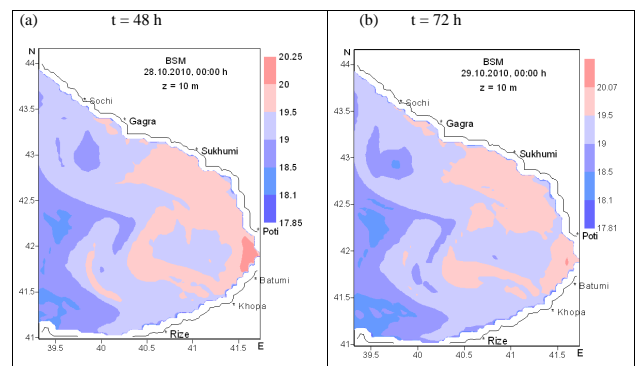 (a) t = 48 h
N
44
43.5
43
42.5
42
41.5
41
BSM
28.10.2010, 00:00 h
z = 10 m
Sochi
Gagra
Sukhumi
Poti
Batumi
Khopa
Rize
39.5 40 40.5 41 41.5 E
20.25
20
19.5
19
18.5
18.1
17.85
(b) t = 72 h
N
44
43.5
43
42.5
42
41.5
41
BSM
29.10.2010, 00:00 h
z = 10 m
Sochi
Gagra
Sukhumi
Poti
Batumi
Khopa
Rize
39.5 40 40.5 41 41.5 E
20.07
19.5
19
18.5
18.1
17.81